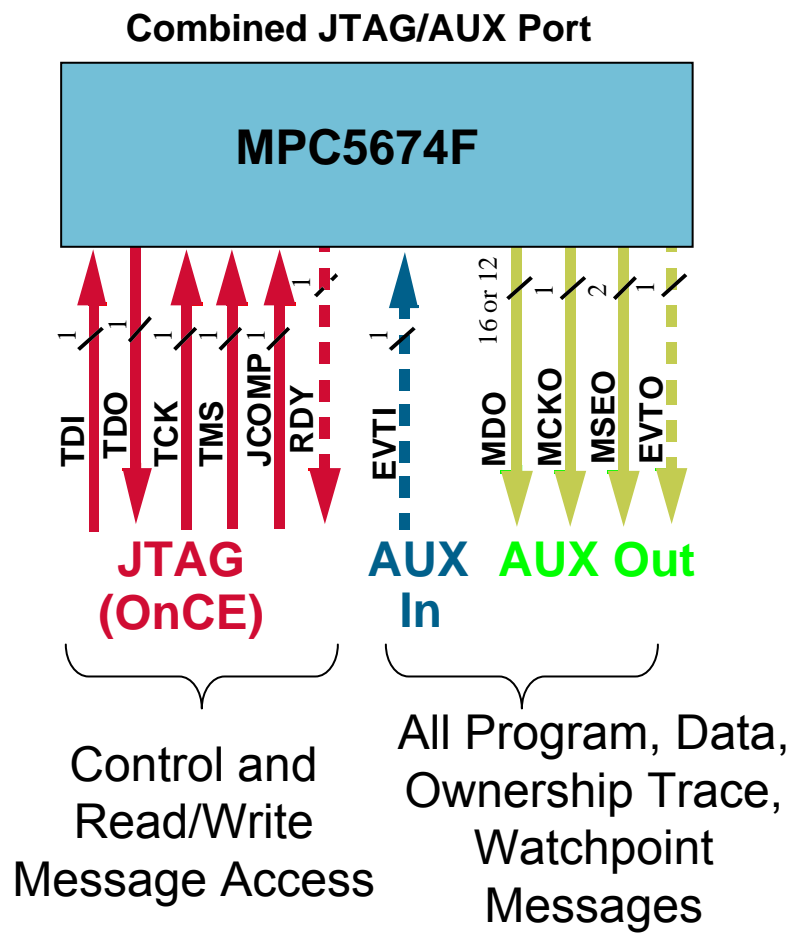 Combined JTAG/AUX Port
MPC5674F
1
1
1
1
1
1
1
16 or 12
1
2
1
TDI
TDO
TCK
TMS
JCOMP
RDY
EVTI
MDO
MCKO
MSEO
EVTO
JTAG
(OnCE)
AUX
In
AUX Out
Control and
Read/Write
Message Access
All Program, Data,
Ownership Trace,
Watchpoint
Messages